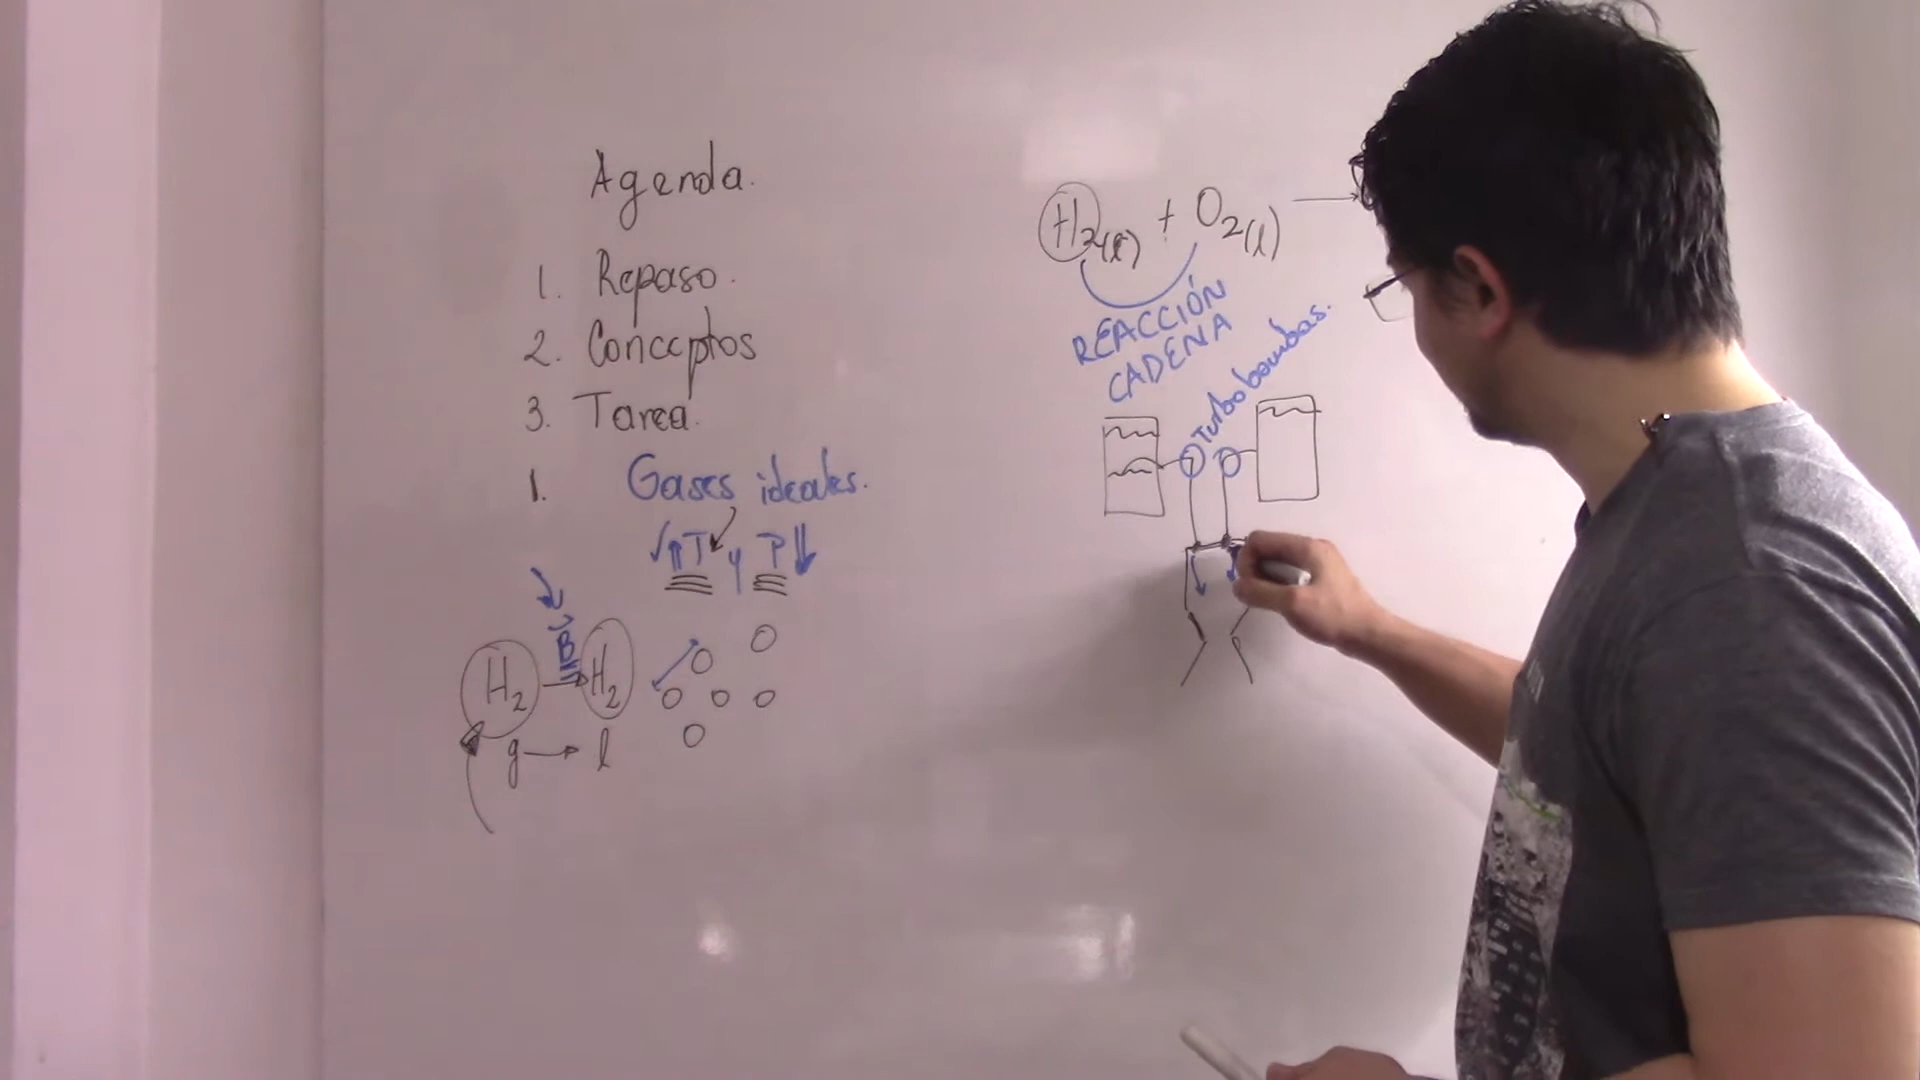 Agenda.
1. Repaso.
2. Conceptos
3. Tarea.
1. Gases ideales.
√⇑T y P⇓
B
H₂ → H₂
g → l
H₂(l) + O₂(l) →
REACCIÓN
CADENA
Turbobombas.